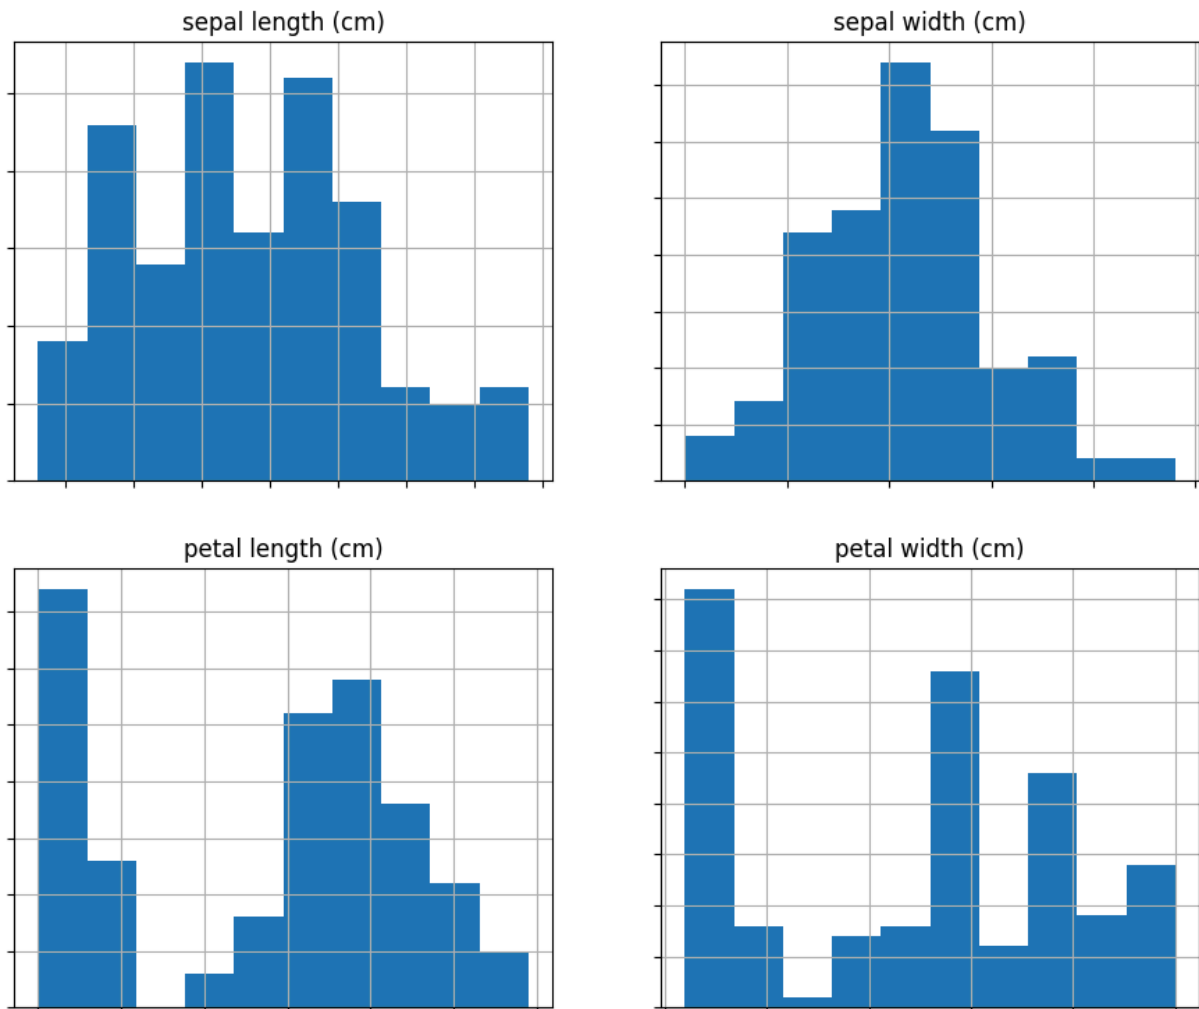 sepal length (cm)
sepal width (cm)
petal length (cm)
petal width (cm)